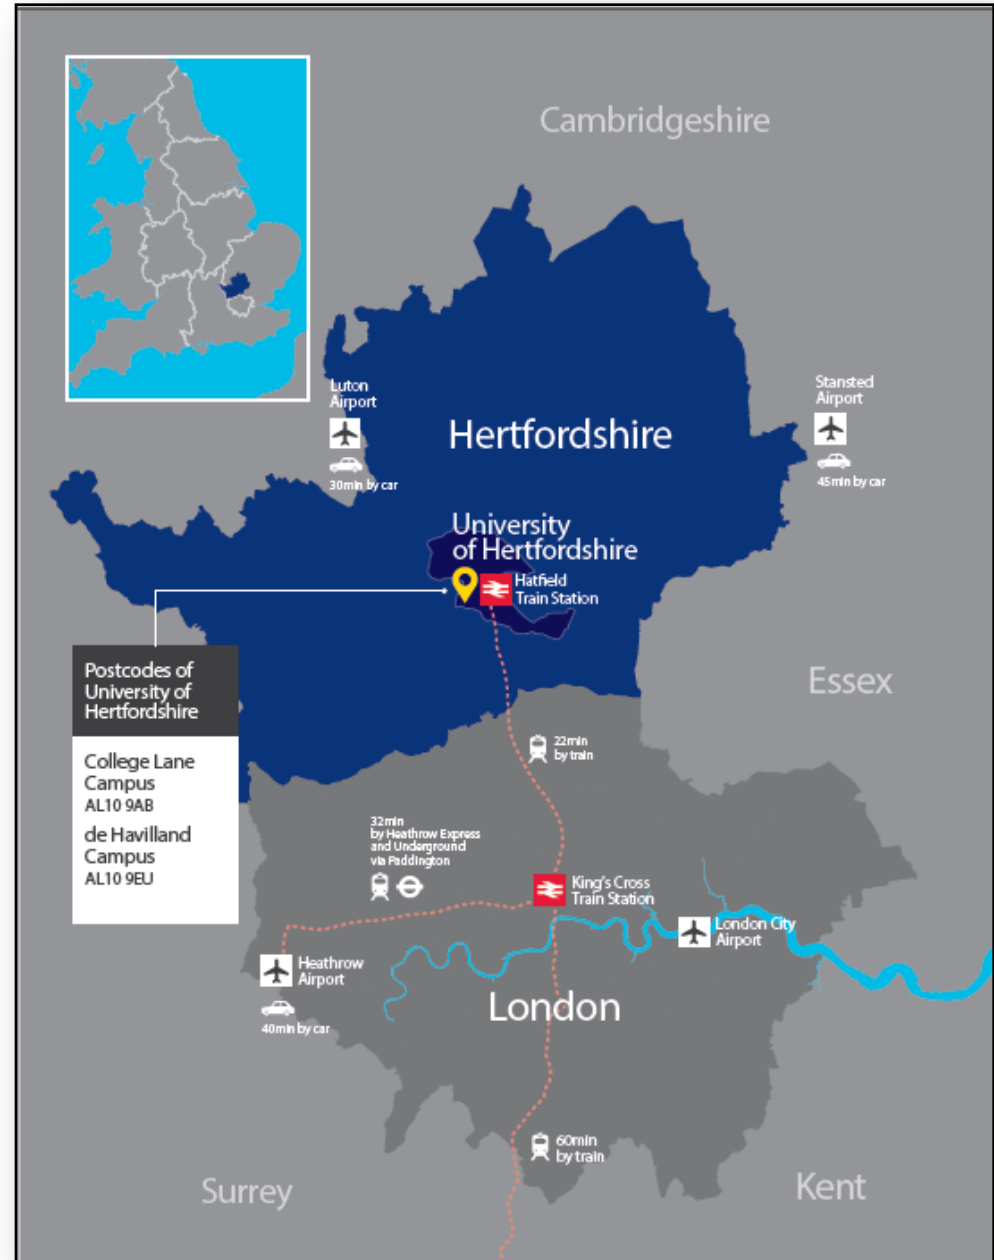 Cambridgeshire
Luton
Airport
30min by car
Stansted
Airport
45min by car
Hertfordshire
University
of Hertfordshire
Hatfield
Train Station
Postcodes of
University of
Hertfordshire
College Lane
Campus
AL10 9AB
de Havilland
Campus
AL10 9EU
Essex
22min
by train
32min
by Heathrow Express
and Underground
via Paddington
King's Cross
Train Station
London City
Airport
Heathrow
Airport
40min by car
London
60min
by train
Surrey
Kent